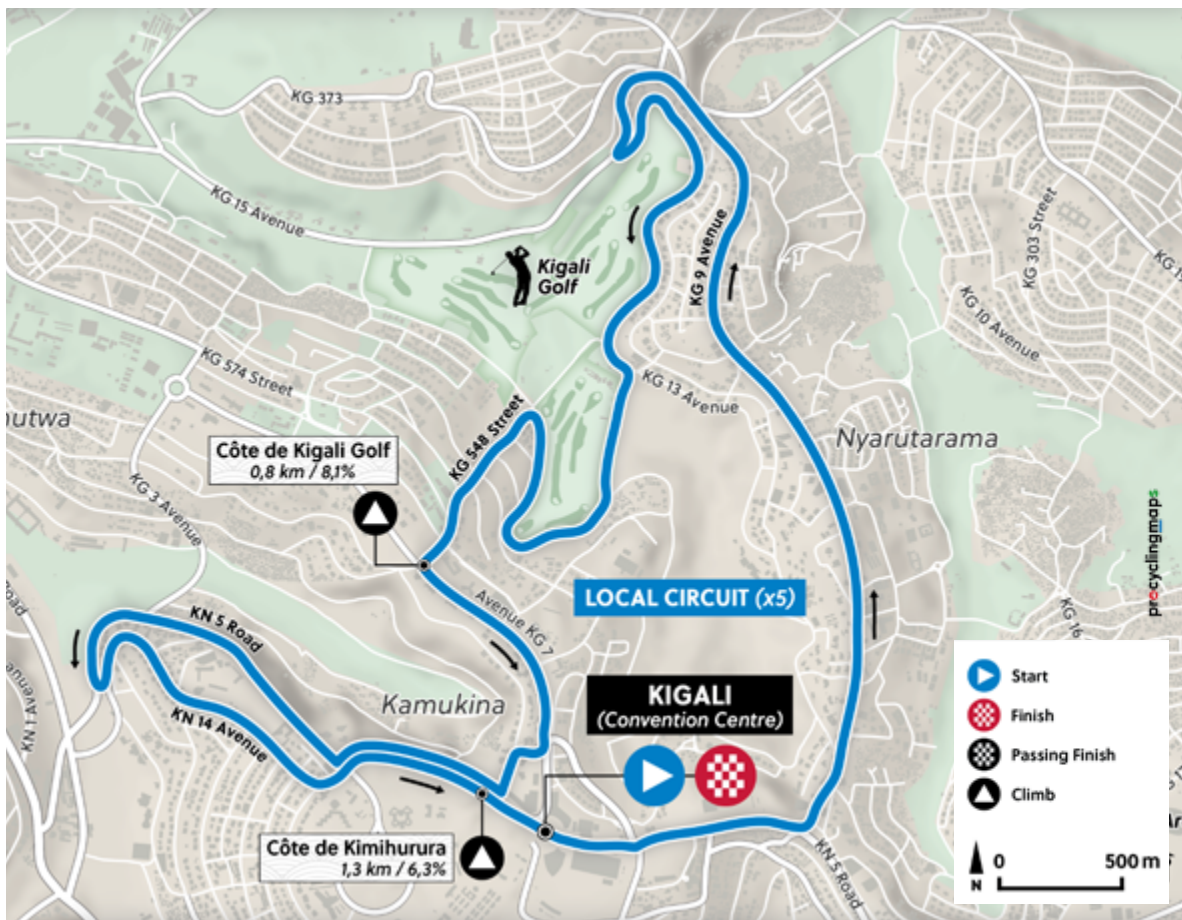 KG 373
KG 15 Avenue
Kigali
Golf
KG 9 Avenue
KG 303 Street
KG 10 Avenue
KG 574 Street
KG 13 Avenue
KG 548 Street
Nyarutarama
Côte de Kigali Golf
0,8 km / 8,1%
KG 3 Avenue
LOCAL CIRCUIT (x5)
Avenue KG 7
KG 16
procyclingmaps
KN 5 Road
KN 14 Avenue
KN 1 Avenue
Road
Kamukina
KIGALI
(Convention Centre)
Côte de Kimihurura
1,3 km / 6,3%
KN 5 Road
Start
Finish
Passing Finish
Climb
N
0
500 m